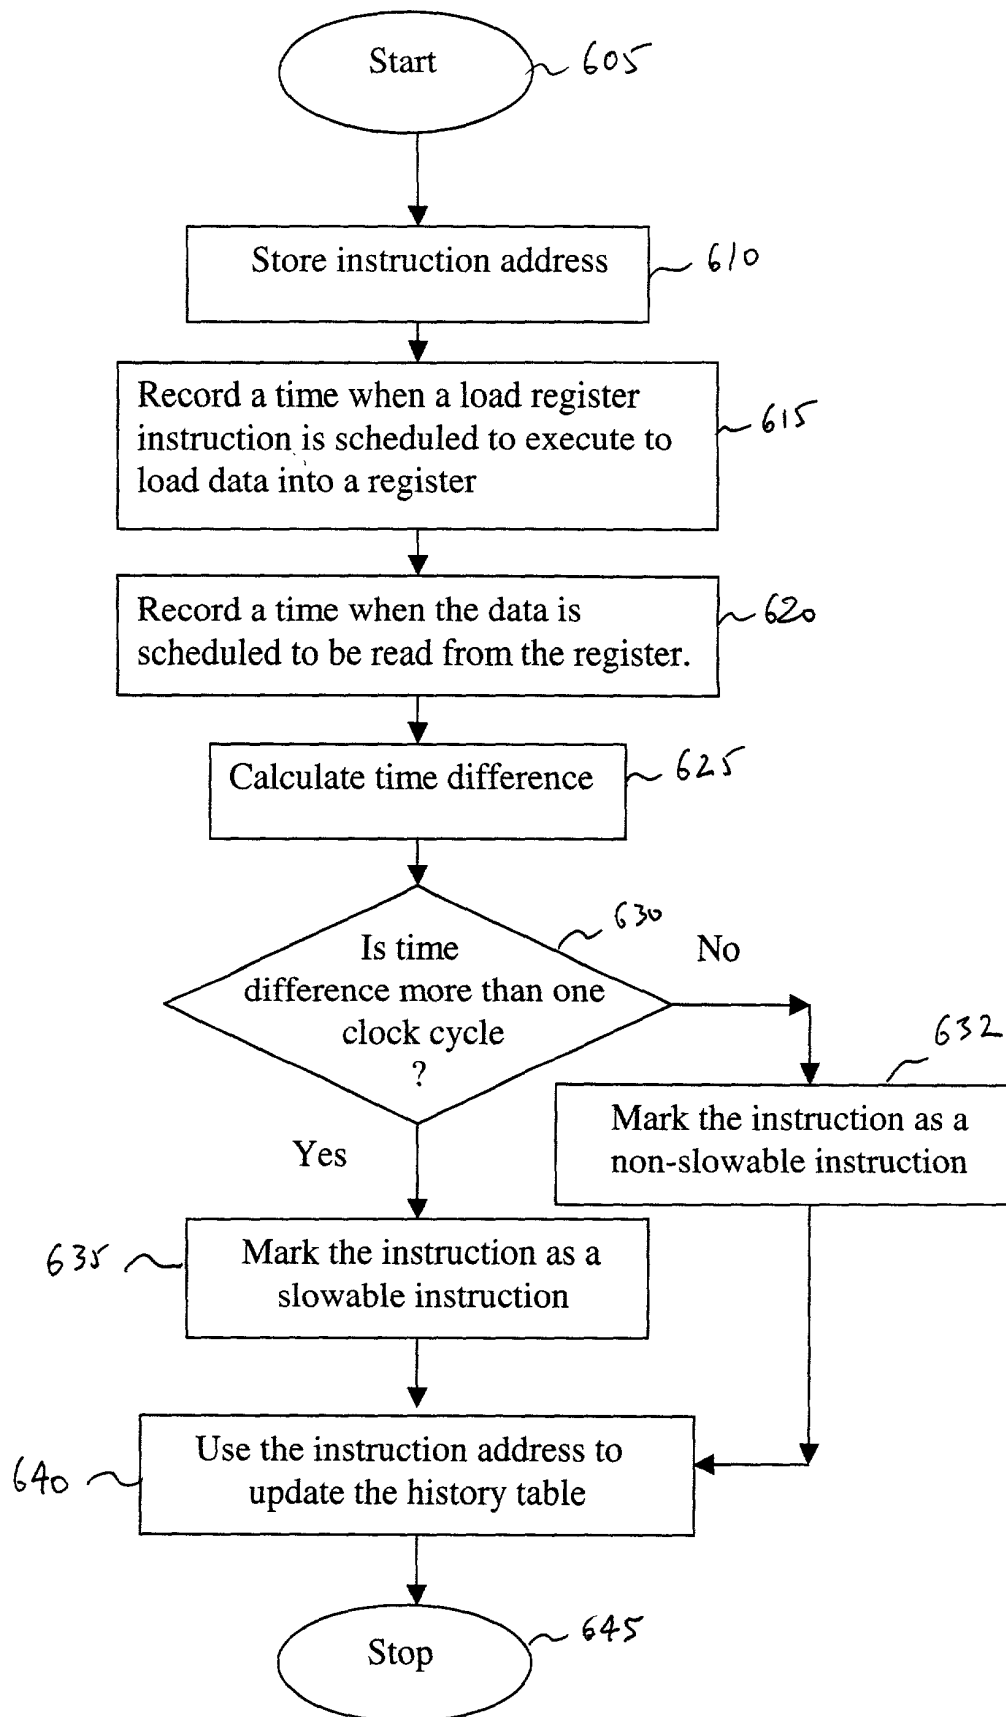 Start
605
Store instruction address
610
Record a time when a load register
instruction is scheduled to execute to
load data into a register
615
Record a time when the data is
scheduled to be read from the register.
620
Calculate time difference
625
Is time
difference more than one
clock cycle
?
630
No
Yes
632
Mark the instruction as a
non-slowable instruction
635
Mark the instruction as a
slowable instruction
640
Use the instruction address to
update the history table
Stop
645